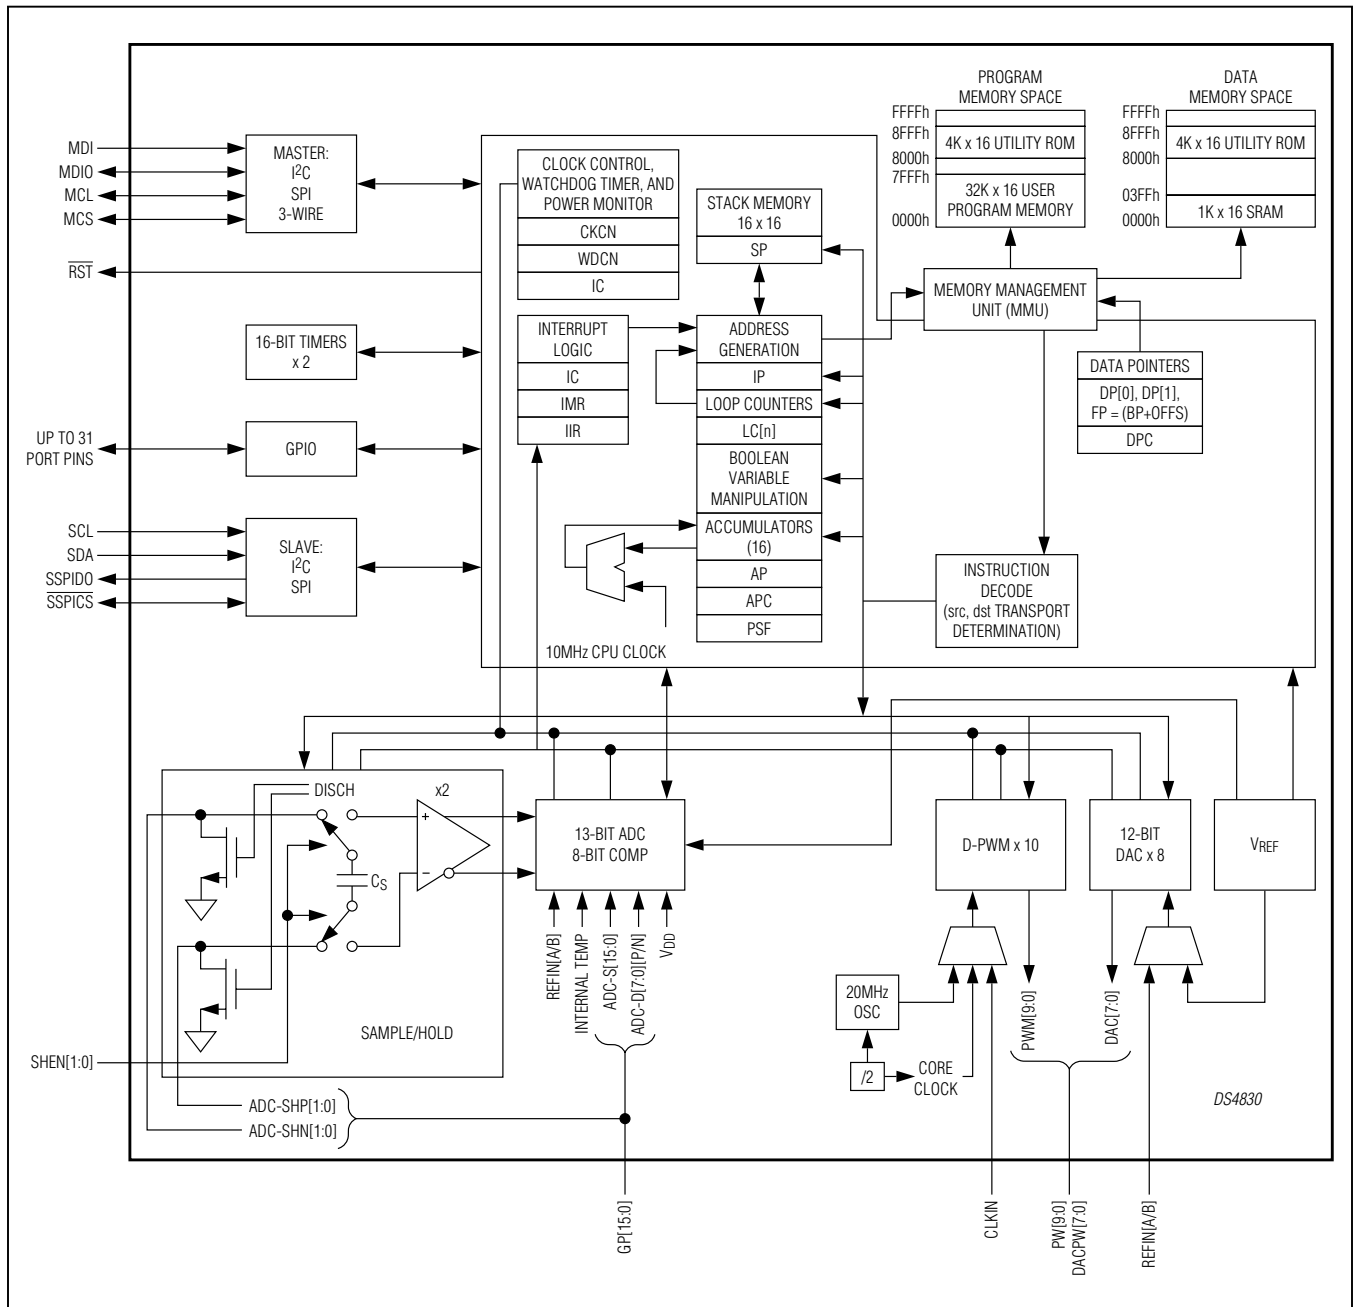 PROGRAM
MEMORY SPACE
FFFFh
8FFFh
4K x 16 UTILITY ROM
8000h
7FFFh
32K x 16 USER
PROGRAM MEMORY
0000h
DATA
MEMORY SPACE
FFFFh
8FFFh
4K x 16 UTILITY ROM
8000h
03FFh
1K x 16 SRAM
0000h
MDI
MDIO
MCL
MCS
MASTER:
I²C
SPI
3-WIRE
RST
16-BIT TIMERS
x 2
UP TO 31
PORT PINS
GPIO
SCL
SDA
SSPIDO
SSPICS
SLAVE:
I²C
SPI
CLOCK CONTROL,
WATCHDOG TIMER, AND
POWER MONITOR
CKCN
WDCN
IC
STACK MEMORY
16 x 16
SP
INTERRUPT
LOGIC
IC
IMR
IIR
ADDRESS
GENERATION
IP
LOOP COUNTERS
LC[n]
BOOLEAN
VARIABLE
MANIPULATION
ACCUMULATORS
(16)
AP
APC
PSF
10MHz CPU CLOCK
MEMORY MANAGEMENT
UNIT (MMU)
DATA POINTERS
DP[0], DP[1],
FP = (BP+OFFS)
DPC
INSTRUCTION
DECODE
(src, dst TRANSPORT
DETERMINATION)
DISCH
x2
+
−
CS
SAMPLE/HOLD
SHEN[1:0]
ADC-SHP[1:0]
ADC-SHN[1:0]
13-BIT ADC
8-BIT COMP
REFIN[A/B]
INTERNAL TEMP
ADC-S[15:0]
ADC-D[7:0][P/N]
VDD
GP[15:0]
D-PWM x 10
12-BIT
DAC x 8
VREF
20MHz
OSC
/2
CORE
CLOCK
PWM[9:0]
DAC[7:0]
DS4830
CLKIN
PW[9:0]
DACPW[7:0]
REFIN[A/B]